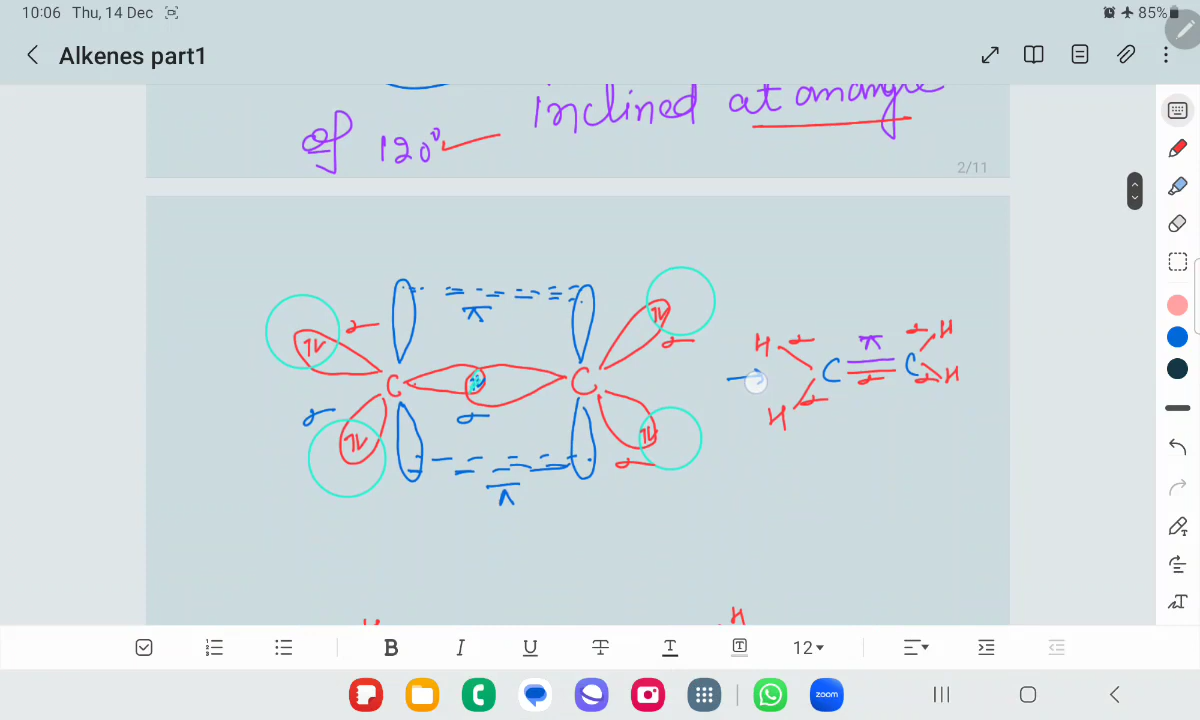 10:06 Thu, 14 Dec 85%
Alkenes part1
inclined at an angle
of 120°
2/11
π
σ σ
C C
σ σ σ
π
H σ π σ H
C C
σ σ H
H σ
H H
B I U T T T 12
zoom